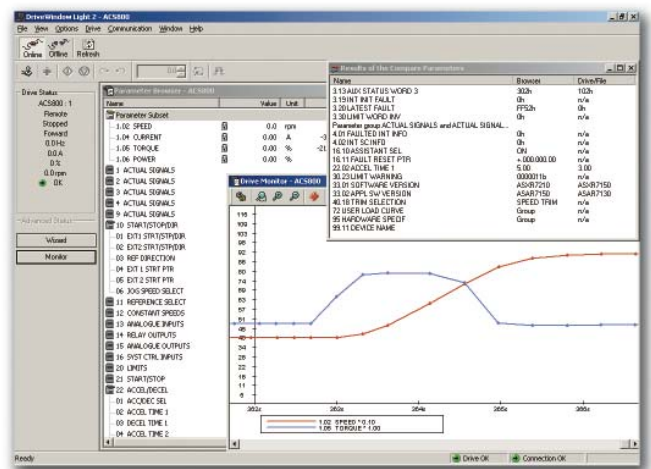 DriveWindow Light 2 - ACS800
File View Options Drive Communication Window Help
Online Offline Refresh
Drive Status
ACS800 : 1
Remote
Stopped
Forward
0.0 Hz
0.0 A
0 %
0.0 rpm
OK
Advanced Status
Wizard
Monitor
Parameter Browser - ACS800
Name Value Unit
Parameter Subset
1.02 SPEED 0.0 rpm
1.04 CURRENT 0.00 A
1.05 TORQUE 0.00 %
1.06 POWER 0.00 %
1 ACTUAL SIGNALS
2 ACTUAL SIGNALS
3 ACTUAL SIGNALS
4 ACTUAL SIGNALS
9 ACTUAL SIGNALS
10 START/STOP/DIR
01 EXT1 STRT/STP/DIR
02 EXT2 STRT/STP/DIR
03 REF DIRECTION
04 EXT 1 STRT PTR
05 EXT 2 STRT PTR
06 JOG SPEED SELECT
11 REFERENCE SELECT
12 CONSTANT SPEEDS
13 ANALOGUE INPUTS
14 RELAY OUTPUTS
15 ANALOGUE OUTPUTS
16 SYST CTRL INPUTS
20 LIMITS
21 START/STOP
22 ACCEL/DECEL
01 ACC/DEC SEL
02 ACCEL TIME 1
03 DECEL TIME 1
04 ACCEL TIME 2
Results of the Compare Parameters
Name Browser Drive/File
3.13 AUX STATUS WORD 3 302h 102h
3.19 INT INIT FAULT 0h n/a
3.20 LATEST FAULT FF52h 0h
3.30 LIMIT WORD INV 0h n/a
Parameter group ACTUAL SIGNALS and ACTUAL SIGNAL...
4.01 FAULTED INT INFO 0h n/a
4.02 INT SC INFO 0h n/a
16.10 ASSISTANT SEL ON n/a
16.11 FAULT RESET PTR +.000.000.00 n/a
22.02 ACCEL TIME 1 5.00 3.00
30.23 LIMIT WARNING 0000011b n/a
33.01 SOFTWARE VERSION ASXR7210 ASXR7150
33.02 APPL SW VERSION ASAR7150 ASAR7130
40.18 TRIM SELECTION SPEED TRIM n/a
72 USER LOAD CURVE Group n/a
95 HARDWARE SPECIF Group n/a
99.11 DEVICE NAME
Drive Monitor - ACS800
1.02 SPEED * 0.10
1.05 TORQUE * 1.00
Ready Drive OK Connection OK